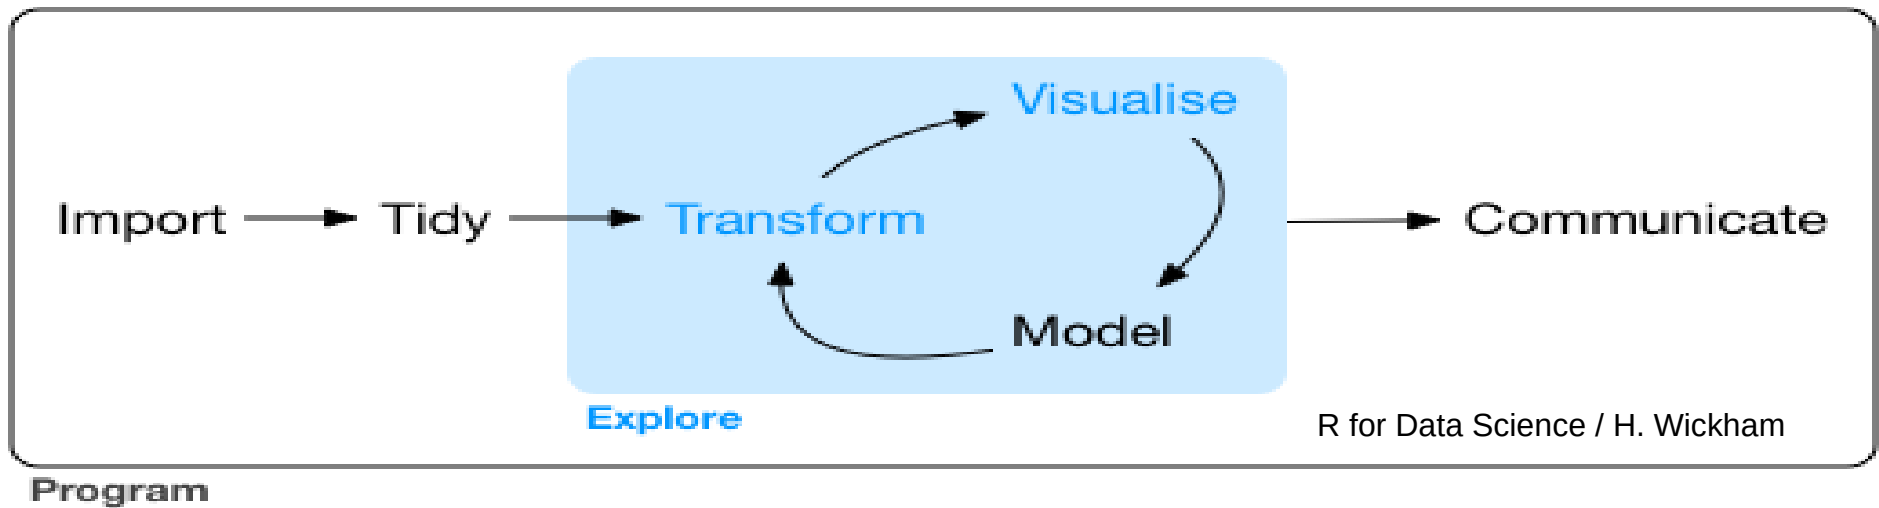 Import
Tidy
Transform
Visualise
Model
Communicate
Explore
R for Data Science / H. Wickham
Program